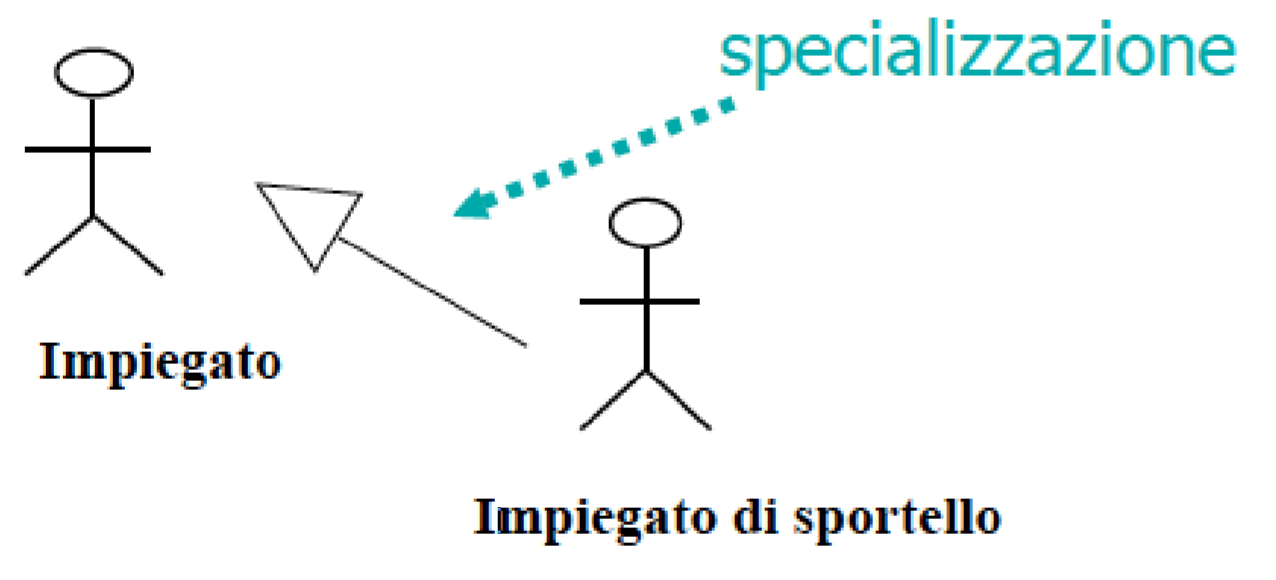 specializzazione
Impiegato
Impiegato di sportello